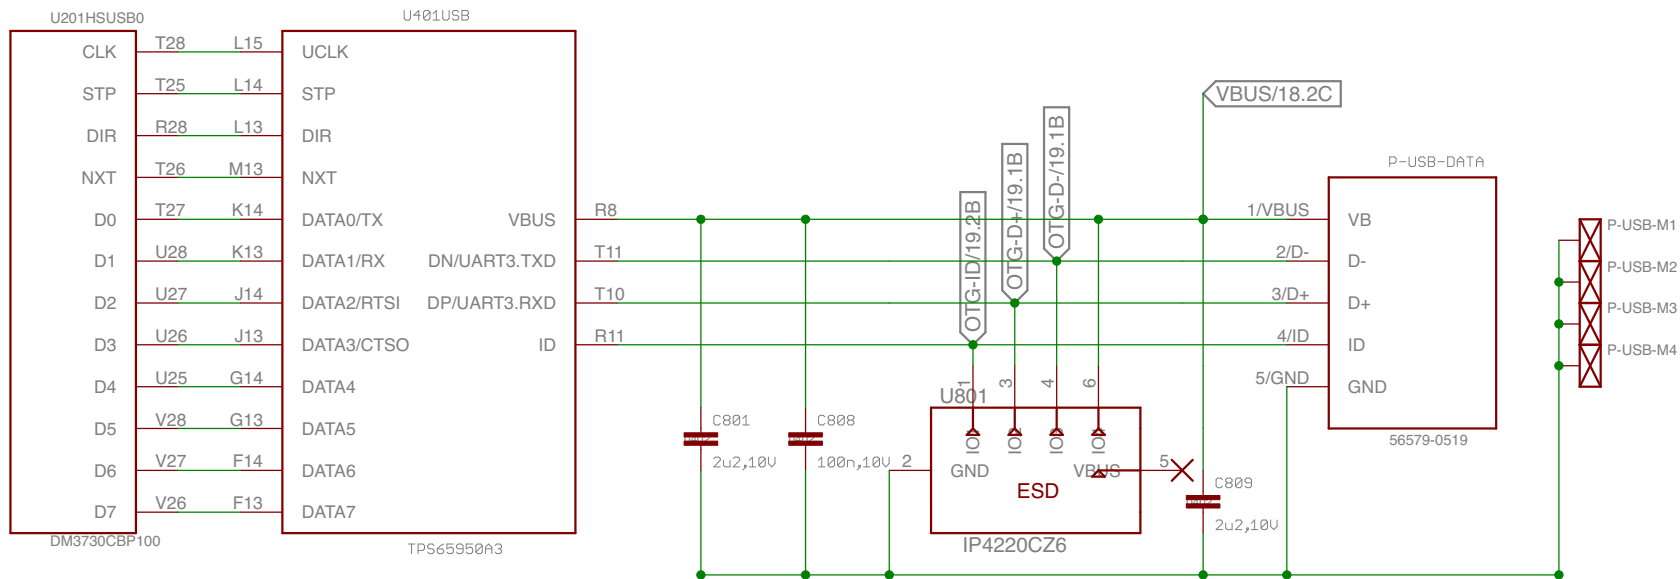 U201HSUSB0
U401USB
CLK T28 L15 UCLK
STP T25 L14 STP
DIR R28 L13 DIR
NXT T26 M13 NXT
D0 T27 K14 DATA0/TX VBUS R8
D1 U28 K13 DATA1/RX DN/UART3.TXD T11
D2 U27 J14 DATA2/RTSI DP/UART3.RXD T10
D3 U26 J13 DATA3/CTSO ID R11
D4 U25 G14 DATA4
D5 V28 G13 DATA5
D6 V27 F14 DATA6
D7 V26 F13 DATA7
DM3730CBP100
TPS65950A3
VBUS/18.2C
OTG-ID/19.2B
OTG-D+/19.1B
OTG-D-/19.1B
P-USB-DATA
1/VBUS VB
2/D- D-
3/D+ D+
4/ID ID
5/GND GND
56579-0519
P-USB-M1
P-USB-M2
P-USB-M3
P-USB-M4
C801
2u2,10V
C808
100n,10V
U801
1 3 4 6
2 GND VBUS 5
ESD
IP4220CZ6
C809
2u2,10V